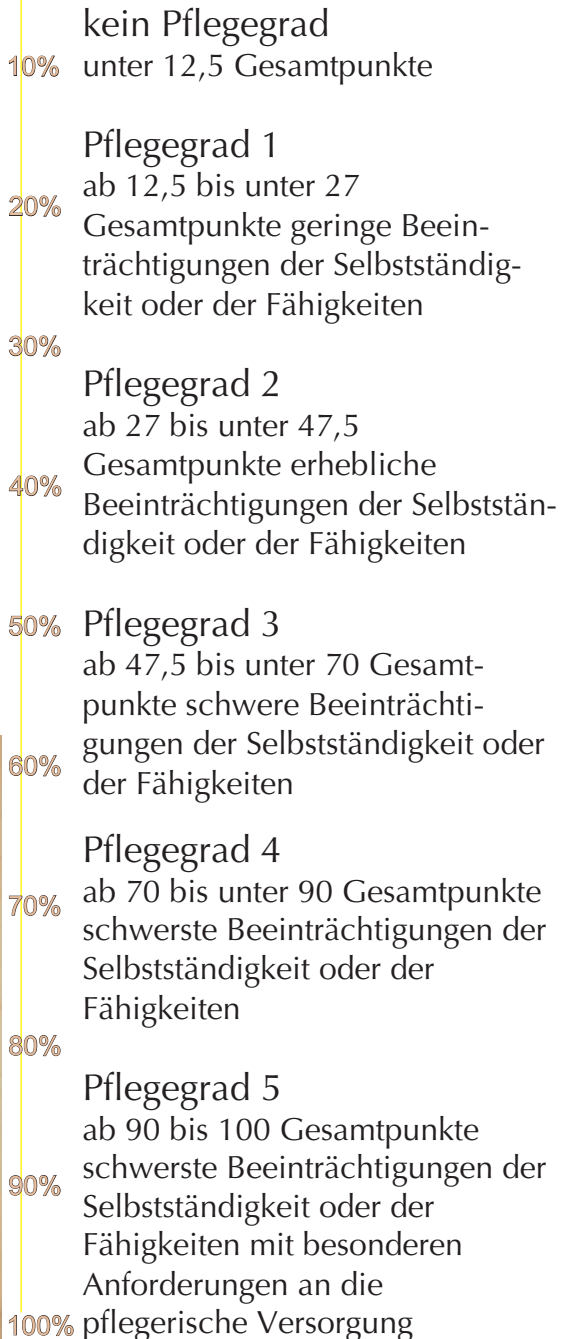 kein Pflegegrad
10% unter 12,5 Gesamtpunkte
Pflegegrad 1
ab 12,5 bis unter 27
20%
Gesamtpunkte geringe Beein-
trächtigungen der Selbstständig-
keit oder der Fähigkeiten
30%
Pflegegrad 2
ab 27 bis unter 47,5
Gesamtpunkte erhebliche
40%
Beeinträchtigungen der Selbststän-
digkeit oder der Fähigkeiten
50% Pflegegrad 3
ab 47,5 bis unter 70 Gesamt-
punkte schwere Beeinträchti-
gungen der Selbstständigkeit oder
60%
der Fähigkeiten
Pflegegrad 4
ab 70 bis unter 90 Gesamtpunkte
70%
schwerste Beeinträchtigungen der
Selbstständigkeit oder der
Fähigkeiten
80%
Pflegegrad 5
ab 90 bis 100 Gesamtpunkte
schwerste Beeinträchtigungen der
90%
Selbstständigkeit oder der
Fähigkeiten mit besonderen
Anforderungen an die
100% pflegerische Versorgung